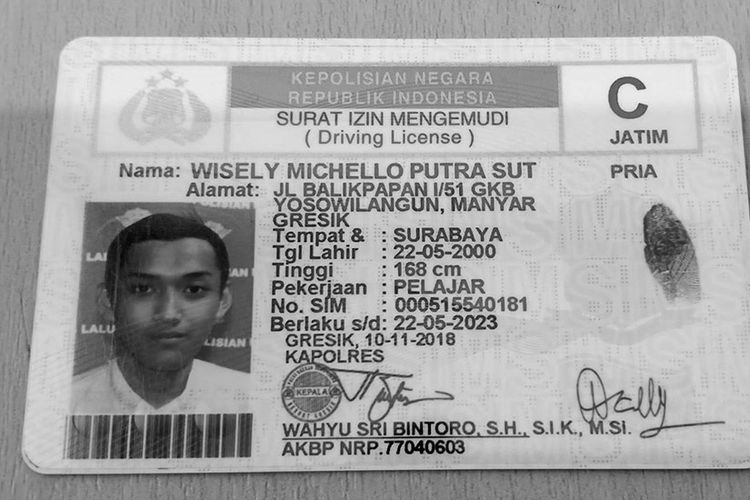 KEPOLISIAN NEGARA
REPUBLIK INDONESIA
SURAT IZIN MENGEMUDI
( Driving License )
C
JATIM
Nama: WISELY MICHELLO PUTRA SUT PRIA
Alamat: JL BALIKPAPAN I/51 GKB
YOSOWILANGUN, MANYAR
GRESIK
Tempat & : SURABAYA
Tgl Lahir : 22-05-2000
Tinggi : 168 cm
Pekerjaan : PELAJAR
No. SIM : 000515540181
Berlaku s/d: 22-05-2023
GRESIK, 10-11-2018
KAPOLRES
KEPALA
WAHYU SRI BINTORO, S.H., S.I.K., M.Si.
AKBP NRP.77040603